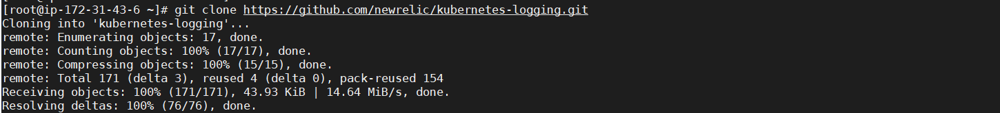 [root@ip-172-31-43-6 ~]# git clone https://github.com/newrelic/kubernetes-logging.git
Cloning into 'kubernetes-logging'...
remote: Enumerating objects: 17, done.
remote: Counting objects: 100% (17/17), done.
remote: Compressing objects: 100% (15/15), done.
remote: Total 171 (delta 3), reused 4 (delta 0), pack-reused 154
Receiving objects: 100% (171/171), 43.93 KiB | 14.64 MiB/s, done.
Resolving deltas: 100% (76/76), done.